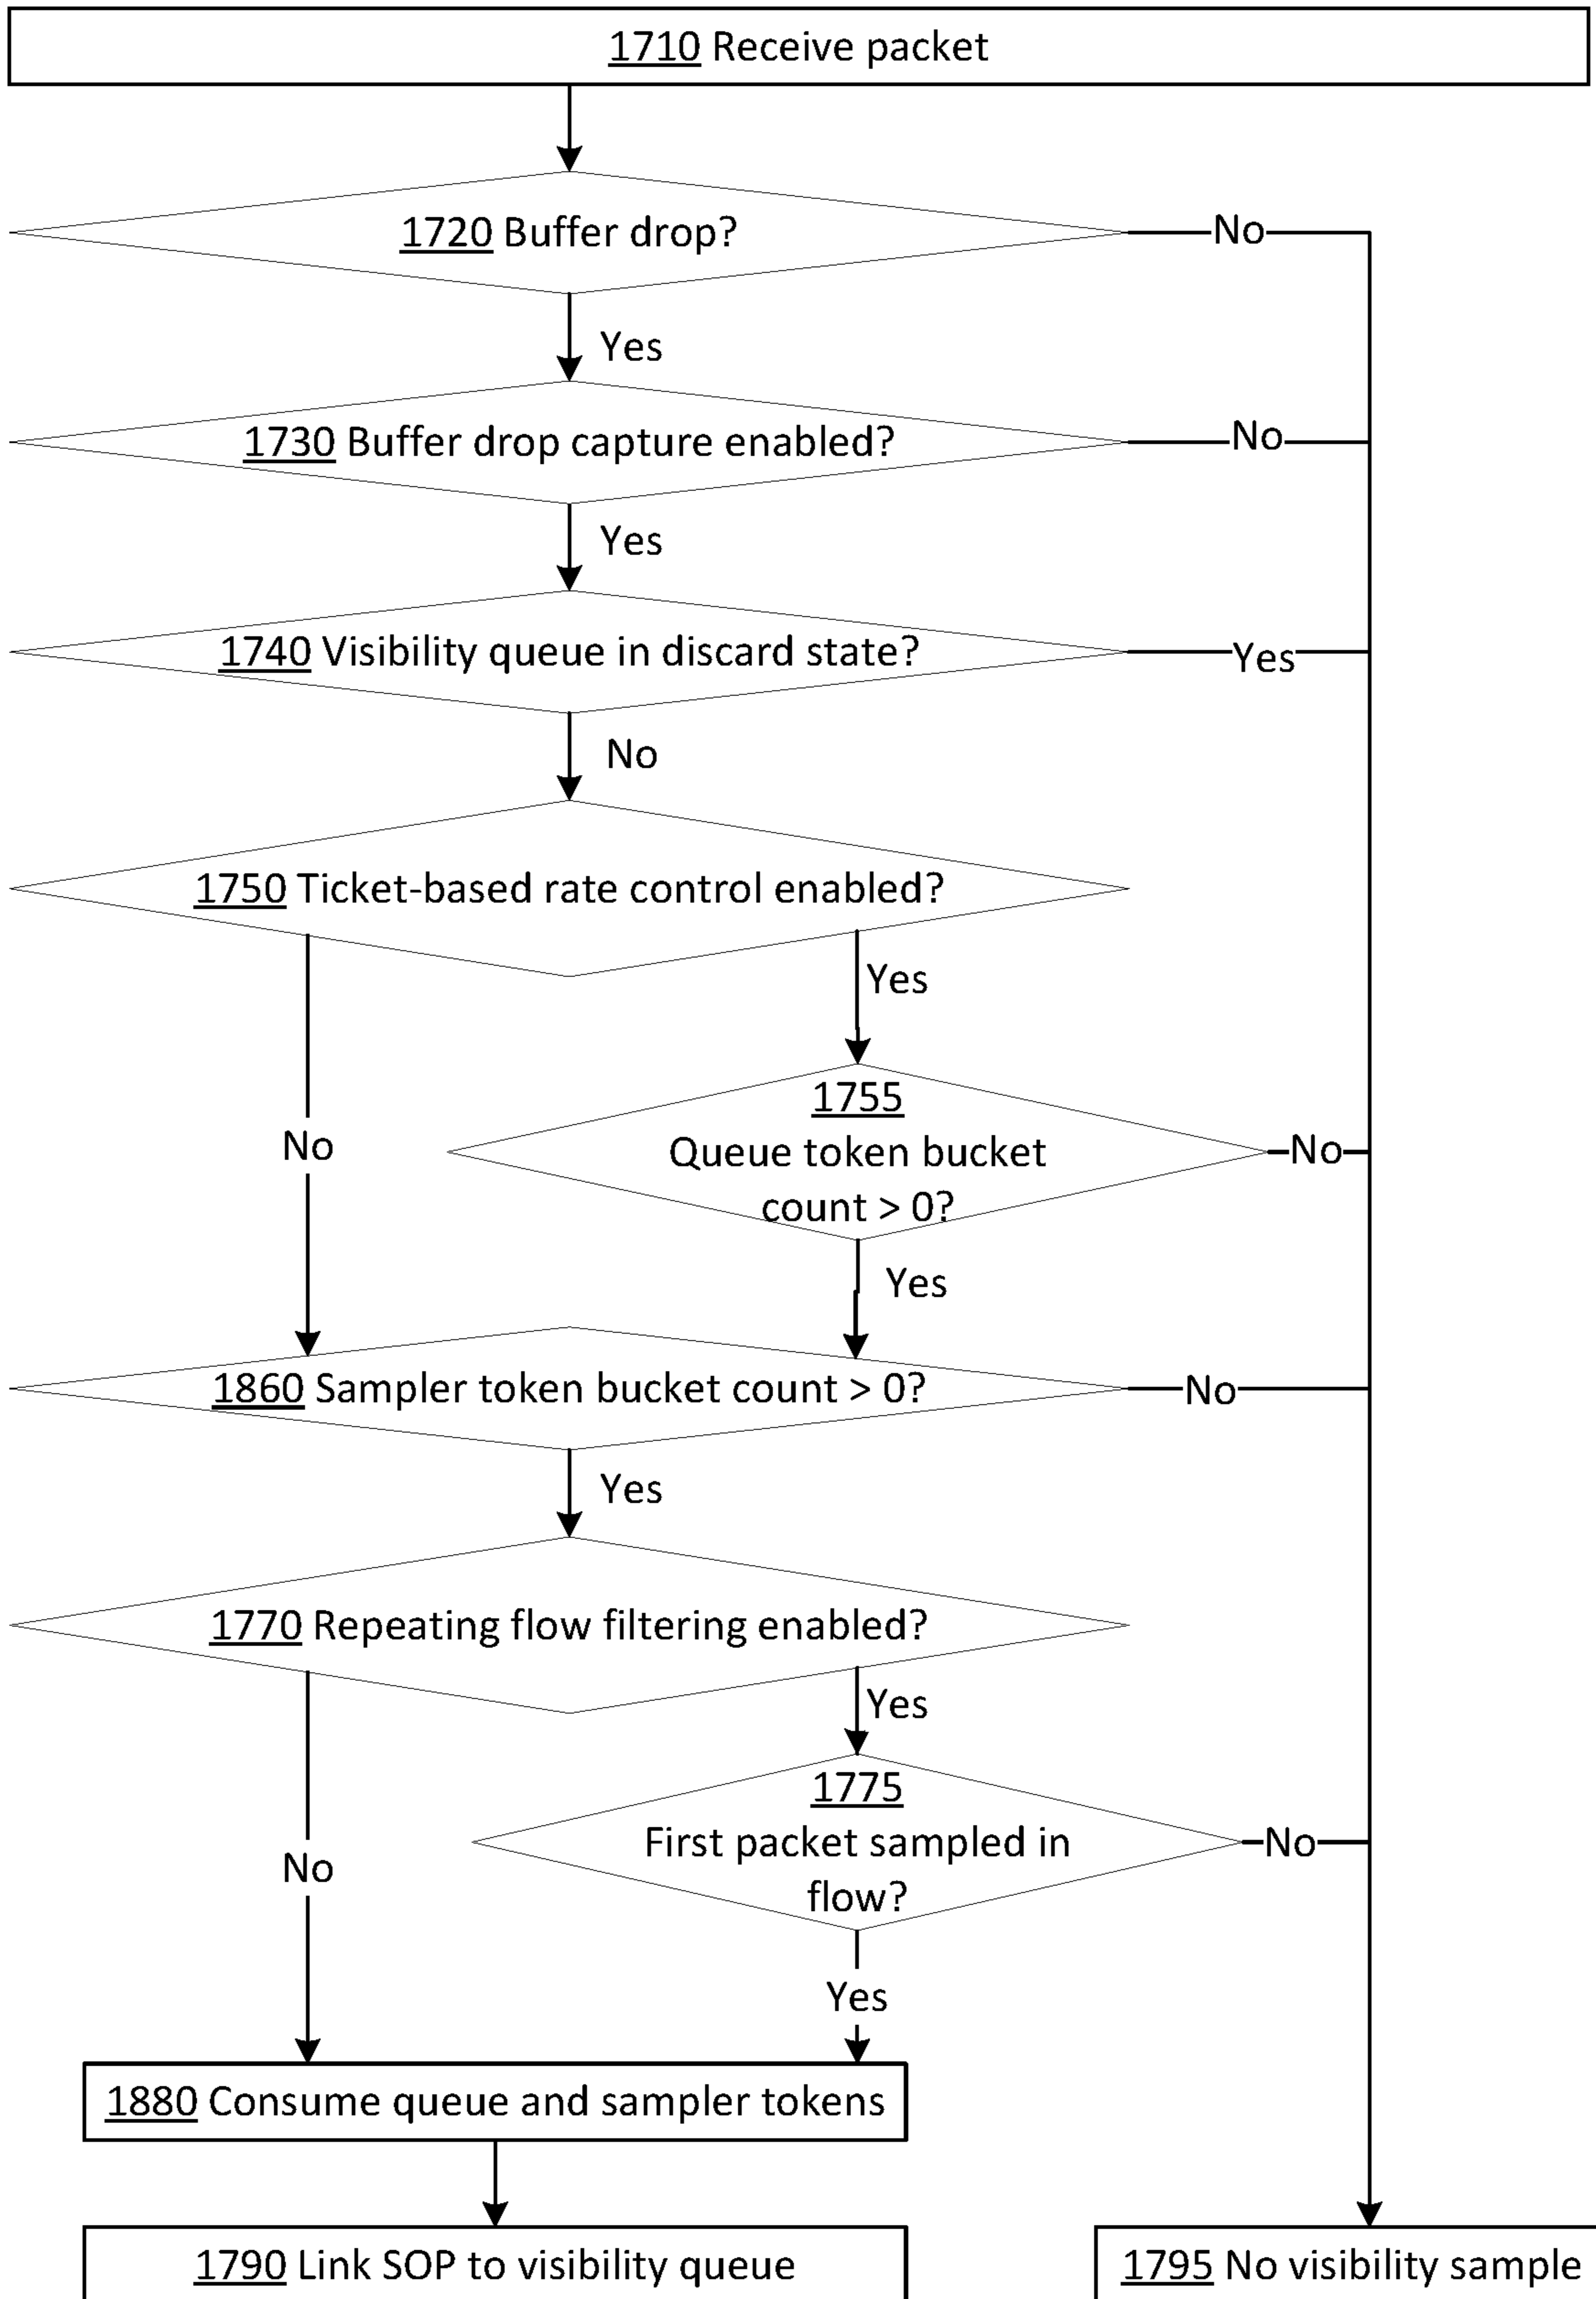 1710 Receive packet
1720 Buffer drop?
No
Yes
1730 Buffer drop capture enabled?
No
Yes
1740 Visibility queue in discard state?
Yes
No
1750 Ticket-based rate control enabled?
Yes
No
1755
Queue token bucket
count > 0?
No
Yes
1860 Sampler token bucket count > 0?
No
Yes
1770 Repeating flow filtering enabled?
Yes
No
1775
First packet sampled in
flow?
No
Yes
1880 Consume queue and sampler tokens
1790 Link SOP to visibility queue
1795 No visibility sample